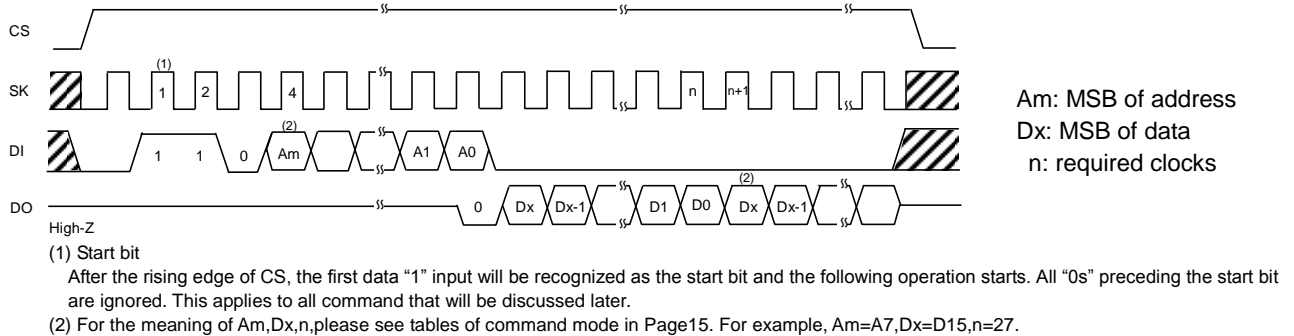 CS
(1)
SK 1 2 4 n n+1
(2)
DI 1 1 0 Am A1 A0
(2)
DO 0 Dx Dx-1 D1 D0 Dx Dx-1
High-Z
Am: MSB of address
Dx: MSB of data
n: required clocks
(1) Start bit
After the rising edge of CS, the first data “1” input will be recognized as the start bit and the following operation starts. All “0s” preceding the start bit
are ignored. This applies to all command that will be discussed later.
(2) For the meaning of Am,Dx,n,please see tables of command mode in Page15. For example, Am=A7,Dx=D15,n=27.